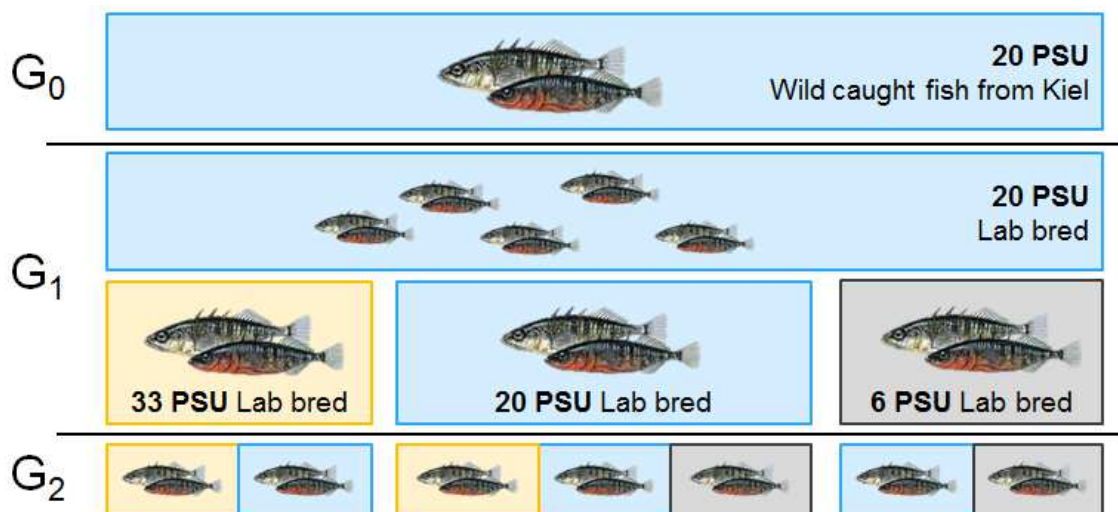 G₀
20 PSU
Wild caught fish from Kiel
G₁
20 PSU
Lab bred
33 PSU Lab bred
20 PSU Lab bred
6 PSU Lab bred
G₂